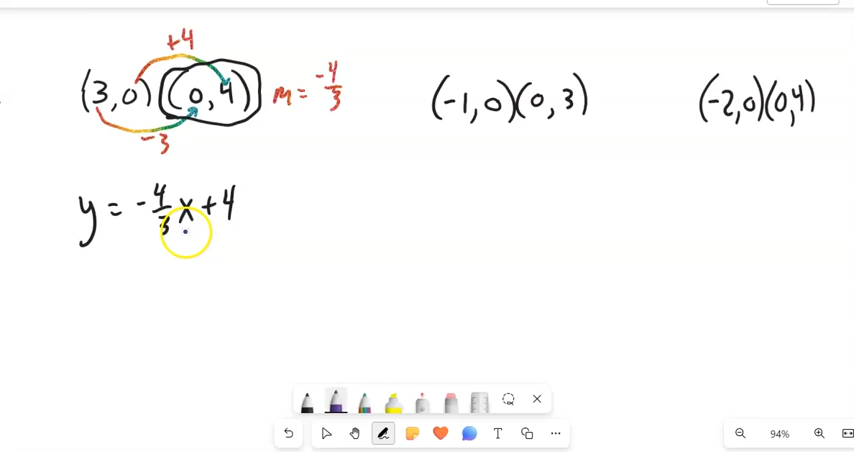 +4
(3,0) (0,4) m = -4/3
-3
(-1,0)(0,3)
(-2,0)(0,4)
y = -4/3 x + 4
T
94%